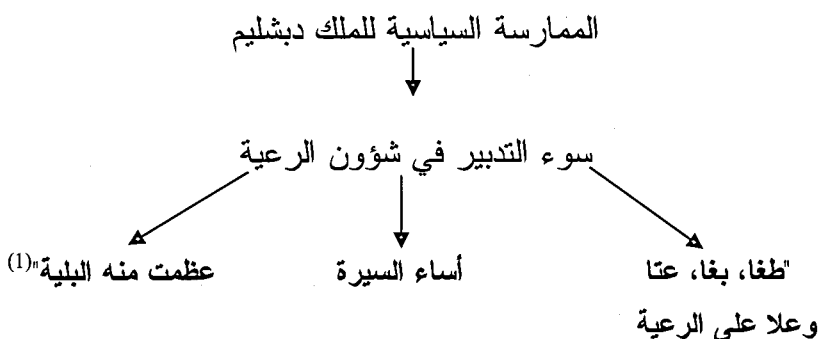 الممارسة السياسية للملك دبشليم
سوء التدبير في شؤون الرعية
"طغا، بغا، عتا
وعلا على الرعية
أساء السيرة
عظمت منه البلية"(1)